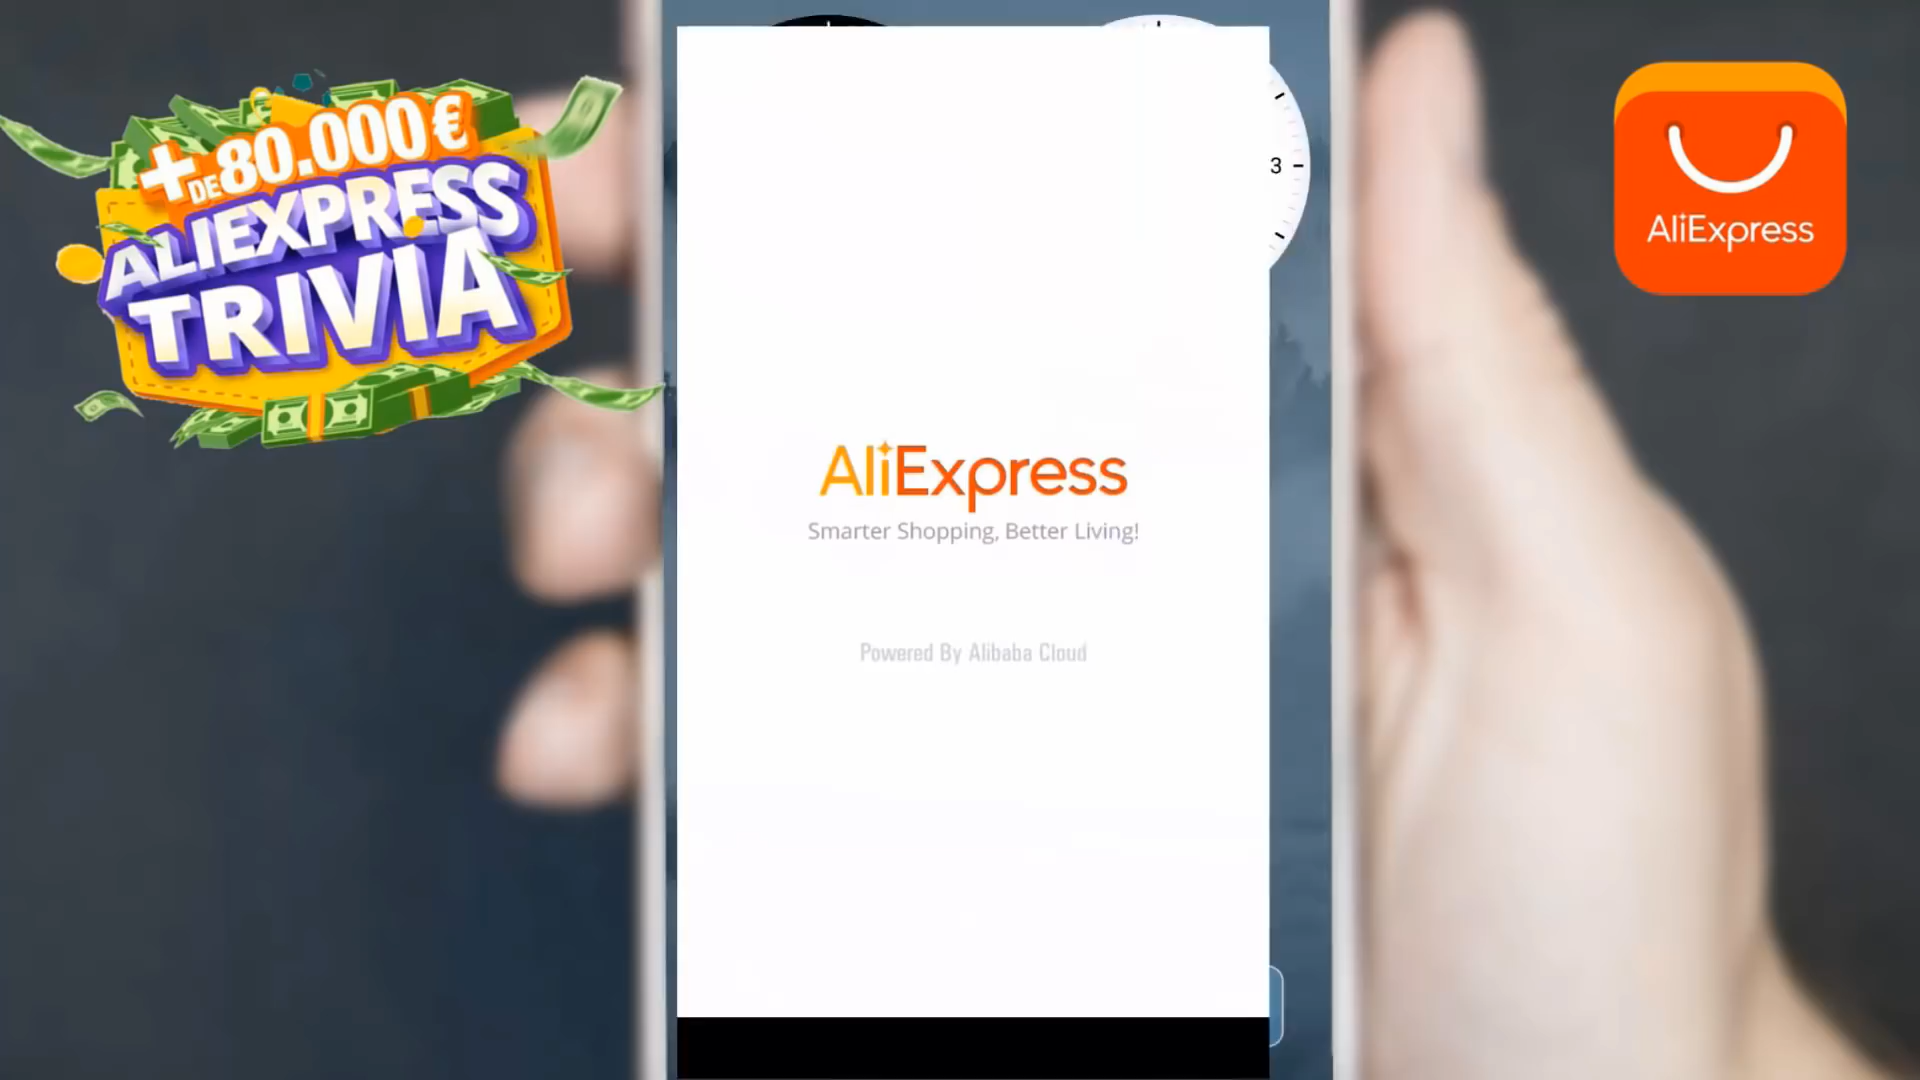 +DE 80.000 €
ALIEXPRESS
TRIVIA
AliExpress
3
AliExpress
Smarter Shopping, Better Living!
Powered By Alibaba Cloud